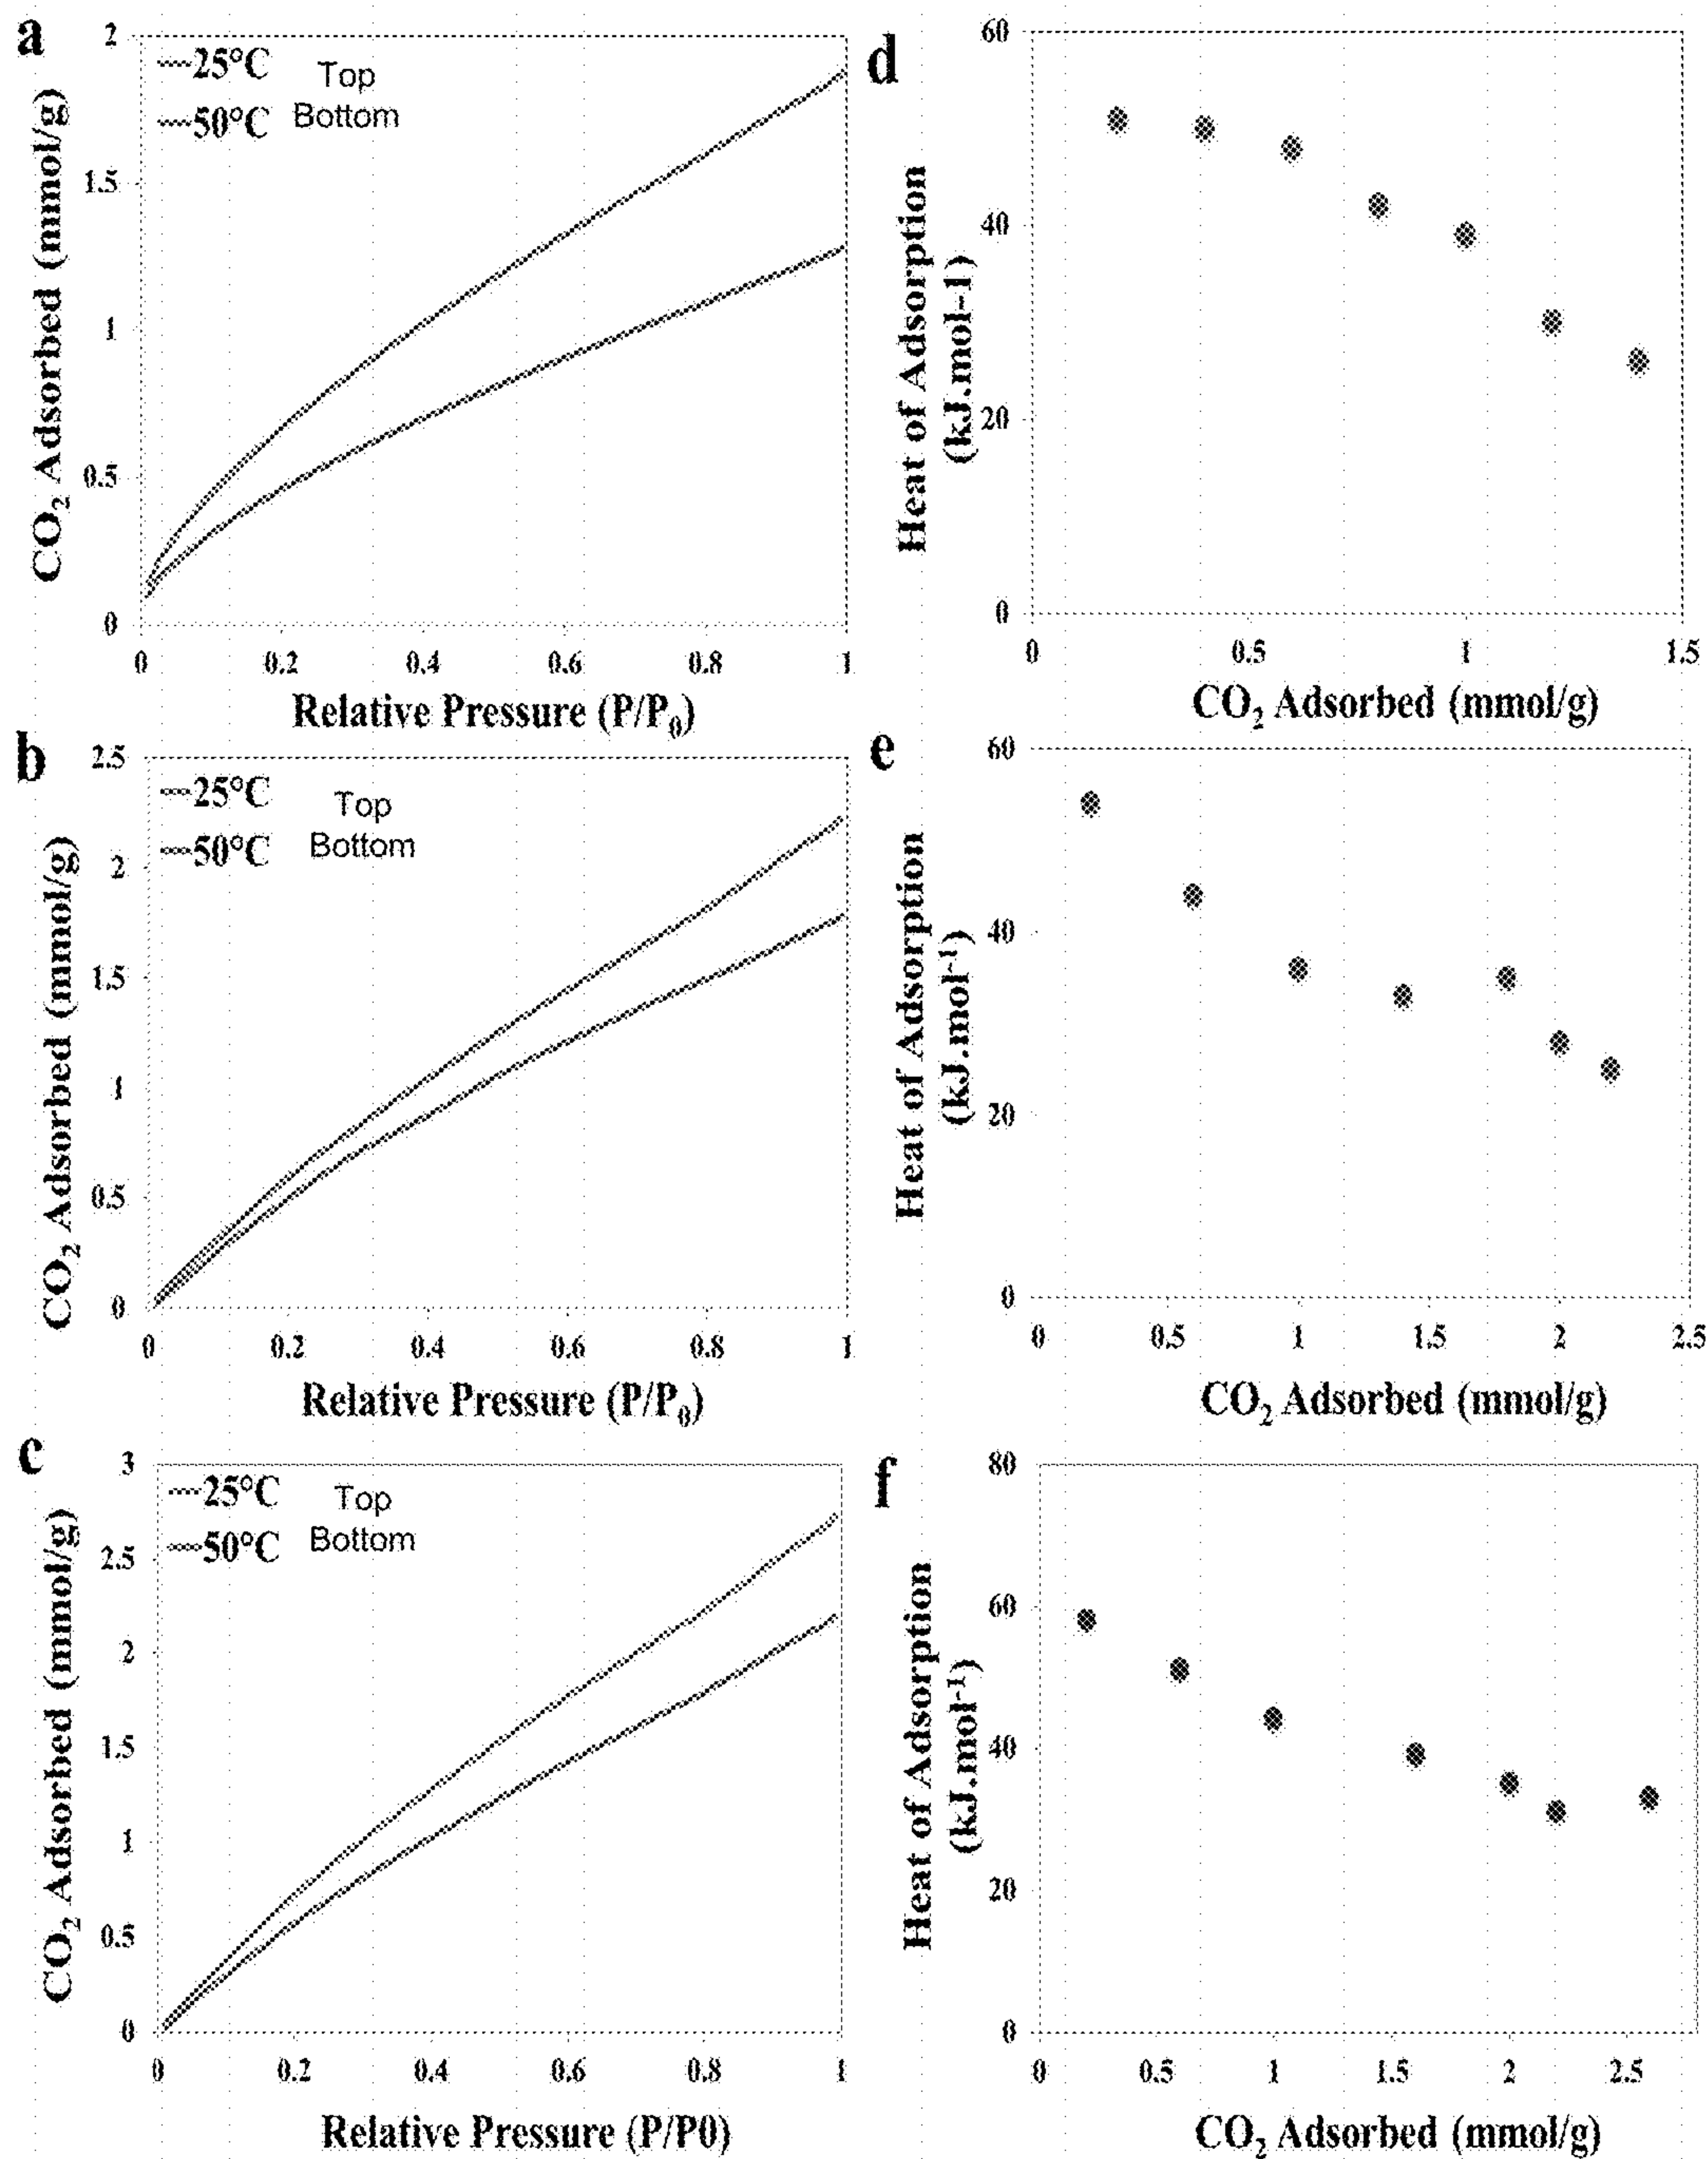 a
2
1.5
1
0.5
0
25°C Top
50°C Bottom
CO₂ Adsorbed (mmol/g)
0 0.2 0.4 0.6 0.8 1
Relative Pressure (P/P₀)
d
60
40
20
0
Heat of Adsorption
(kJ.mol-1)
0 0.5 1 1.5
CO₂ Adsorbed (mmol/g)
b
2.5
2
1.5
1
0.5
0
25°C Top
50°C Bottom
CO₂ Adsorbed (mmol/g)
0 0.2 0.4 0.6 0.8 1
Relative Pressure (P/P₀)
e
60
40
20
0
Heat of Adsorption
(kJ.mol⁻¹)
0 0.5 1 1.5 2 2.5
CO₂ Adsorbed (mmol/g)
c
3
2.5
2
1.5
1
0.5
0
25°C Top
50°C Bottom
CO₂ Adsorbed (mmol/g)
0 0.2 0.4 0.6 0.8 1
Relative Pressure (P/P0)
f
80
60
40
20
0
Heat of Adsorption
(kJ.mol⁻¹)
0 0.5 1 1.5 2 2.5
CO₂ Adsorbed (mmol/g)